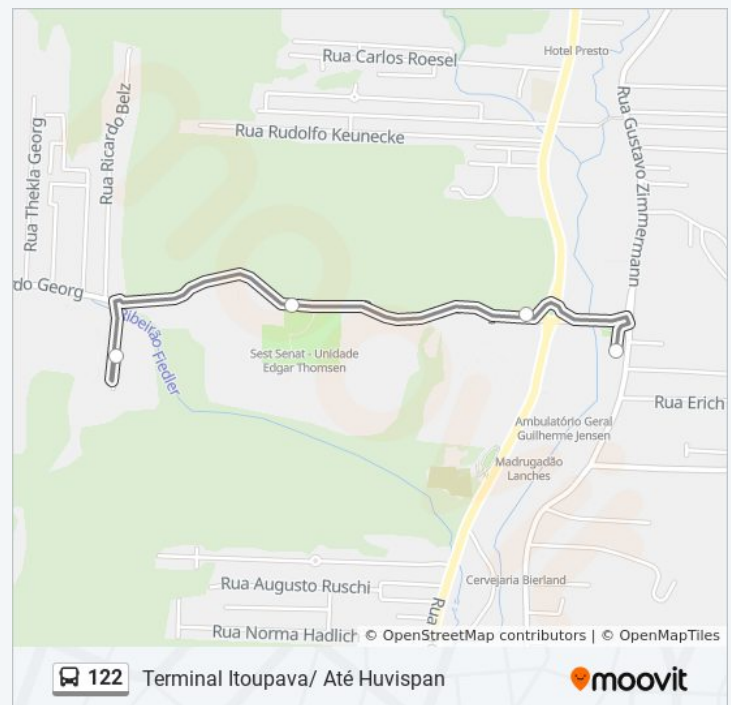 Hotel Presto
Rua Carlos Roesel
Rua Gustavo Zimmermann
Rua Ricardo Belz
Rua Thekla Georg
Rua Rudolfo Keunecke
do Georg
Ribeirão Fiedler
Sest Senat - Unidade
Edgar Thomsen
Rua Erich
Ambulatório Geral
Guilherme Jensen
Madrugadão
Lanches
Cervejaria Bierland
Rua Augusto Ruschi
Rua
Rua Norma Hadlich
© OpenStreetMap contributors | © OpenMapTiles
122 Terminal Itoupava/ Até Huvispan
moovit